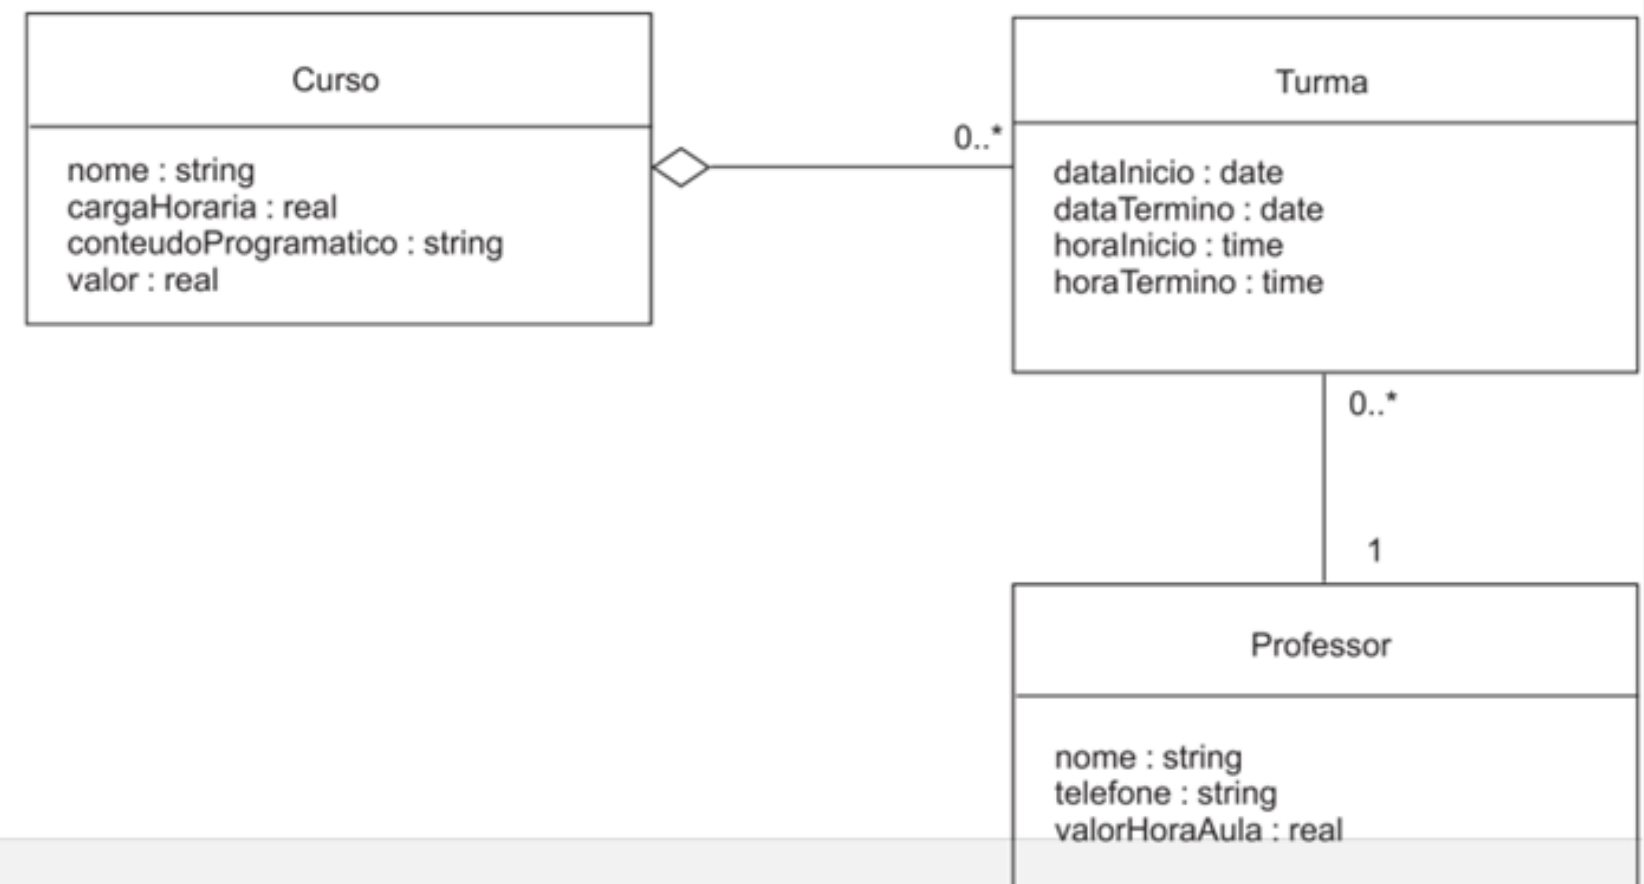 Curso
nome : string
cargaHoraria : real
conteudoProgramatico : string
valor : real
0..*
Turma
dataInicio : date
dataTermino : date
horaInicio : time
horaTermino : time
0..*
1
Professor
nome : string
telefone : string
valorHoraAula : real